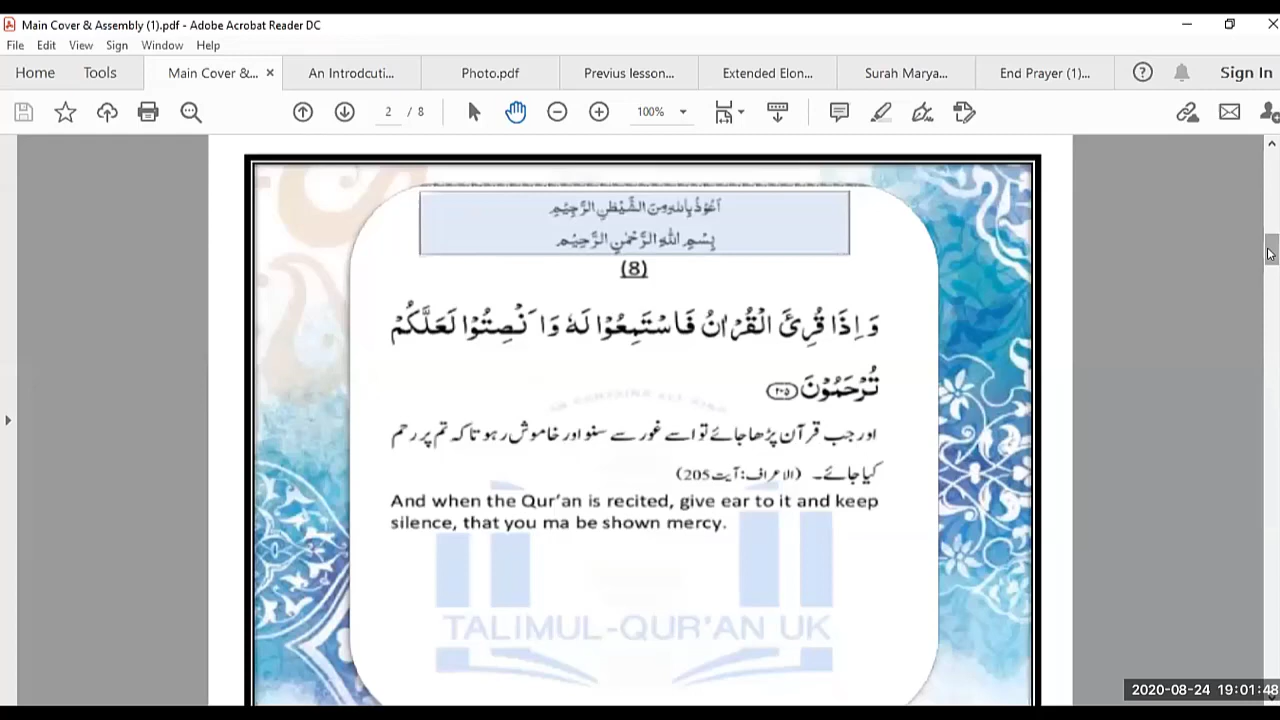 Main Cover & Assembly (1).pdf - Adobe Acrobat Reader DC
File Edit View Sign Window Help
Home Tools Main Cover &... × An Introdcuti... Photo.pdf Previus lesson... Extended Elon... Surah Marya... End Prayer (1)... Sign In
2 / 8 100%
اَعُوْذُ بِاللّٰهِ مِنَ الشَّيْطٰنِ الرَّجِيْمِ
بِسْمِ اللّٰهِ الرَّحْمٰنِ الرَّحِيْمِ
(8)
وَ اِذَا قُرِئَ الْقُرْاٰنُ فَاسْتَمِعُوْا لَهٗ وَ اَنْصِتُوْا لَعَلَّكُمْ
تُرْحَمُوْنَ ﴿۲۰۵﴾
اور جب قرآن پڑھا جائے تو اسے غور سے سنو اور خاموش رہو تاکہ تم پر رحم
کیا جائے۔ (الاعراف: آیت 205)
And when the Qur'an is recited, give ear to it and keep
silence, that you ma be shown mercy.
TALIMUL-QUR'AN UK
2020-08-24 19:01:48